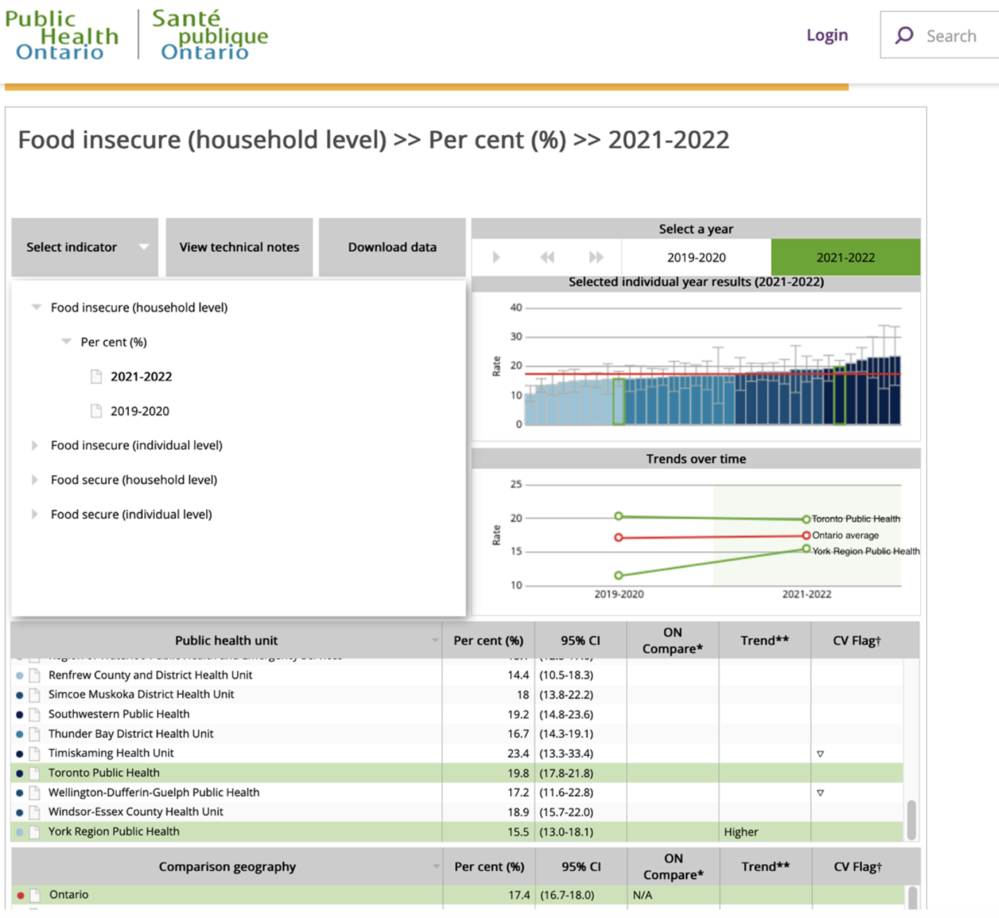 Public Health Ontario
Santé publique Ontario
Login
Search
Food insecure (household level) >> Per cent (%) >> 2021-2022
Select indicator
View technical notes
Download data
Select a year
2019-2020
2021-2022
Food insecure (household level)
Per cent (%)
2021-2022
2019-2020
Food insecure (individual level)
Food secure (household level)
Food secure (individual level)
Selected individual year results (2021-2022)
Rate
40
30
20
10
0
Trends over time
Rate
25
20
15
10
Toronto Public Health
Ontario average
York Region Public Health
2019-2020
2021-2022
Public health unit Per cent (%) 95% CI ON Compare* Trend** CV Flag†
Renfrew County and District Health Unit 14.4 (10.5-18.3)
Simcoe Muskoka District Health Unit 18 (13.8-22.2)
Southwestern Public Health 19.2 (14.8-23.6)
Thunder Bay District Health Unit 16.7 (14.3-19.1)
Timiskaming Health Unit 23.4 (13.3-33.4) ▽
Toronto Public Health 19.8 (17.8-21.8)
Wellington-Dufferin-Guelph Public Health 17.2 (11.6-22.8) ▽
Windsor-Essex County Health Unit 18.9 (15.7-22.0)
York Region Public Health 15.5 (13.0-18.1) Higher
Comparison geography Per cent (%) 95% CI ON Compare* Trend** CV Flag†
Ontario 17.4 (16.7-18.0) N/A